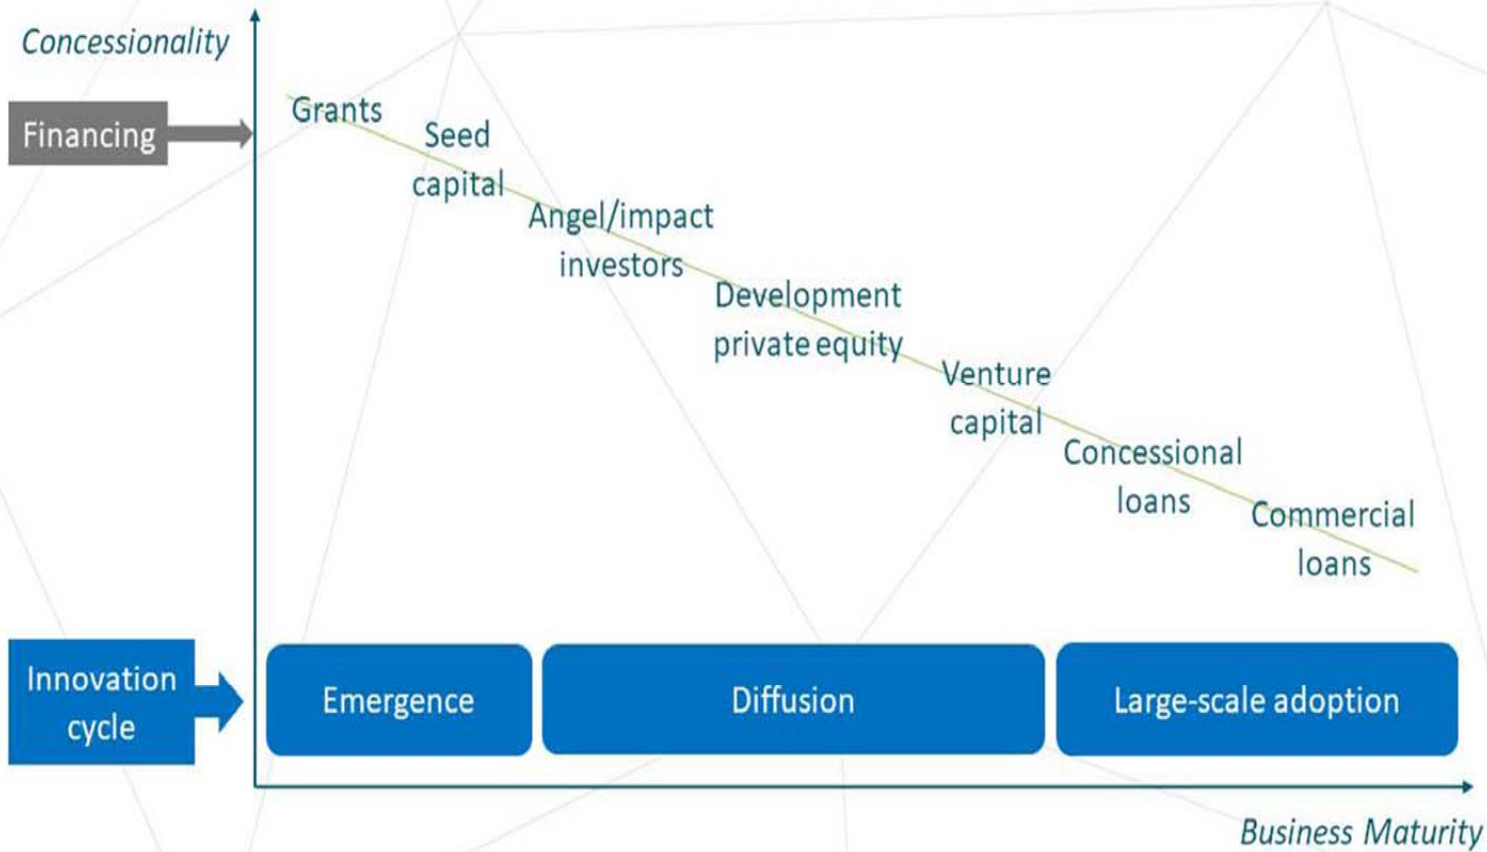 Concessionality
Financing
Grants
Seed
capital
Angel/impact
investors
Development
private equity
Venture
capital
Concessional
loans
Commercial
loans
Innovation
cycle
Emergence
Diffusion
Large-scale adoption
Business Maturity